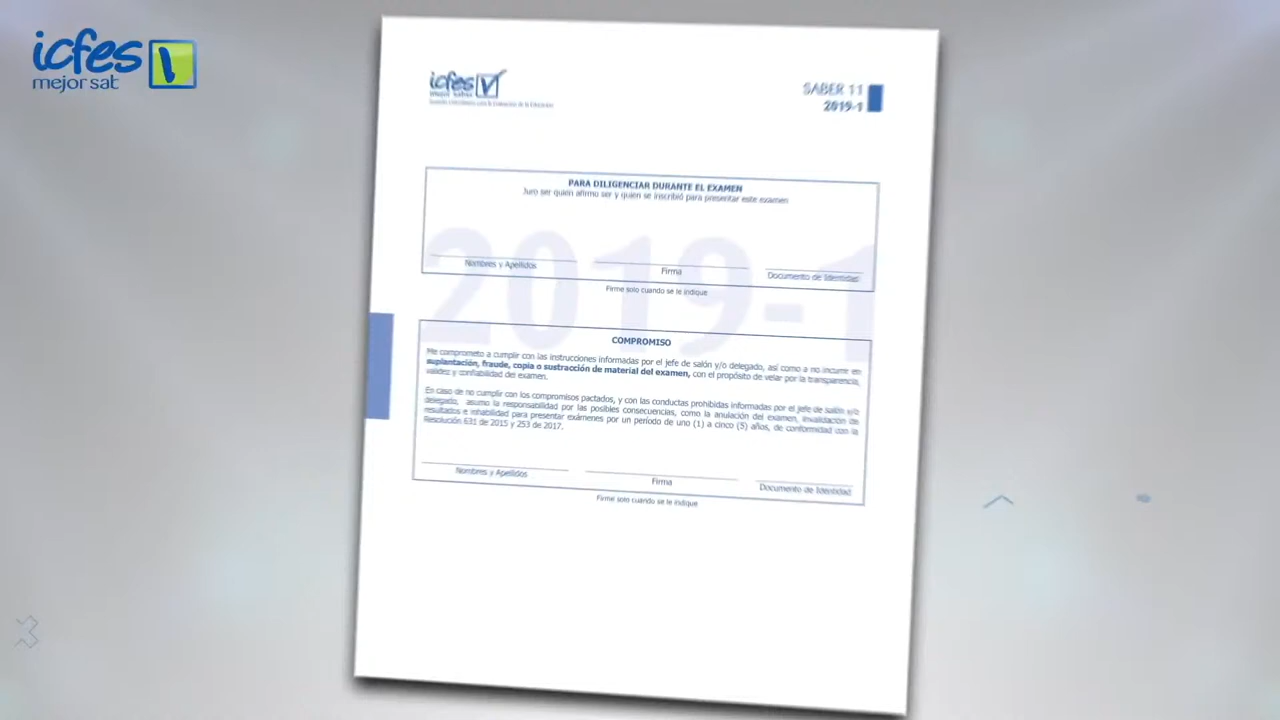 icfes
mejor sat
icfes
mejor saber
SABER 11
2019-1
PARA DILIGENCIAR DURANTE EL EXAMEN
Juro ser quien afirmo ser y quien se inscribió para presentar este examen
2019-1
Nombres y Apellidos
Firma
Documento de Identidad
Firme solo cuando se le indique
COMPROMISO
Me comprometo a cumplir con las instrucciones informadas por el jefe de salón y/o delegado, así como a no incurrir en
suplantación, fraude, copia o sustracción de material del examen, con el propósito de velar por la transparencia,
validez y confiabilidad del examen.
En caso de no cumplir con los compromisos pactados, y con las conductas prohibidas informadas por el jefe de salón y/o
delegado, asumo la responsabilidad por las posibles consecuencias, como la anulación del examen, invalidación de
resultados e inhabilidad para presentar exámenes por un período de uno (1) a cinco (5) años, de conformidad con la
Resolución 631 de 2015 y 253 de 2017.
Nombres y Apellidos
Firma
Documento de Identidad
Firme solo cuando se le indique